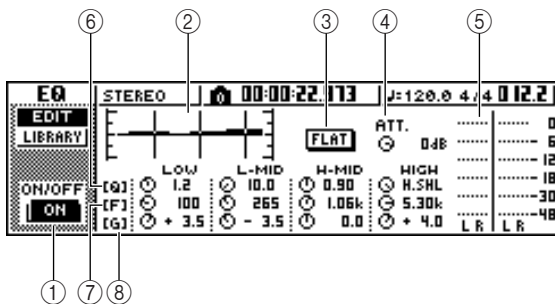 ⑥ ② ③ ④ ⑤
EQ STEREO 00:00:22.773 ♩=120.0 4/4 012.2
EDIT
LIBRARY
FLAT
ATT.
0dB
0
6
12
18
30
48
LOW L-MID H-MID HIGH
ON/OFF
ON
[Q] 1.2 10.0 0.90 H.SHL
[F] 100 265 1.06k 5.30k
[G] + 3.5 - 3.5 0.0 + 4.0
L R L R
① ⑦ ⑧